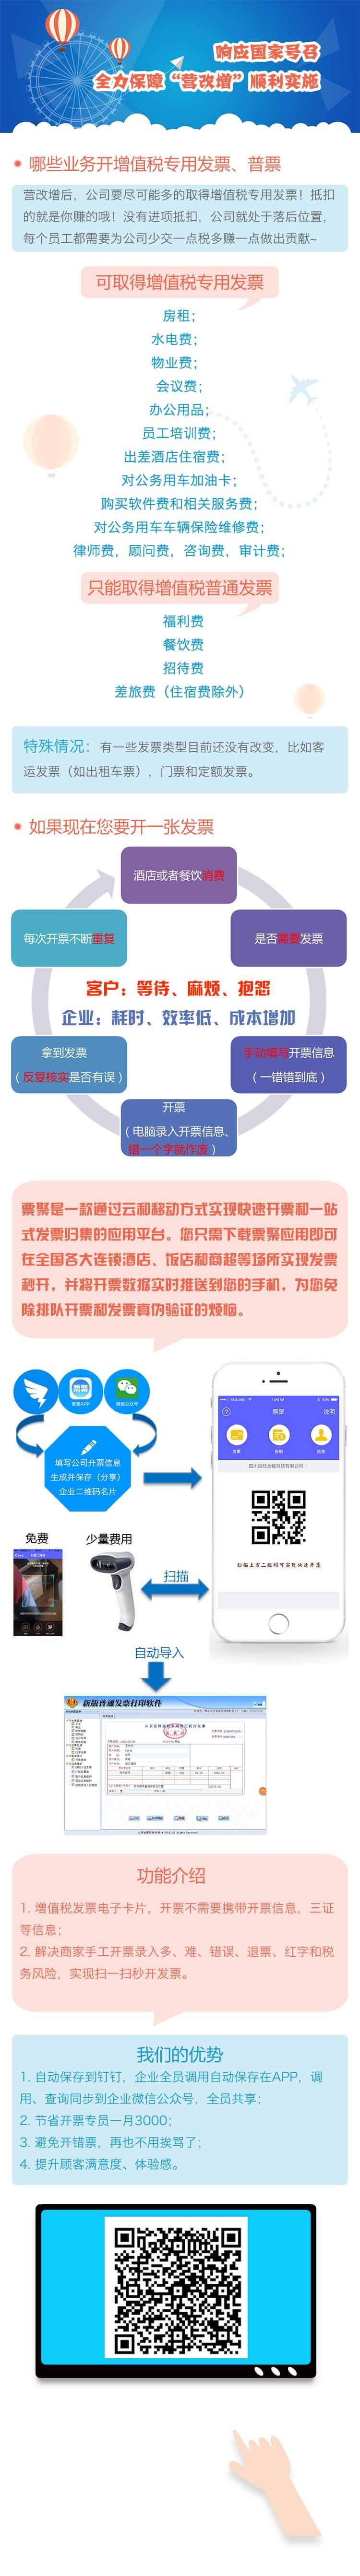 响应国家号召
全力保障“营改增”顺利实施
哪些业务开增值税专用发票、普票
营改增后，公司要尽可能多的取得增值税专用发票！抵扣
的就是你赚的哦！没有进项抵扣，公司就处于落后位置，
每个员工都需要为公司少交一点税多赚一点做出贡献~
可取得增值税专用发票
房租；
水电费；
物业费；
会议费；
办公用品；
员工培训费；
出差酒店住宿费；
对公务用车加油卡；
购买软件费和相关服务费；
对公务用车车辆保险维修费；
律师费，顾问费，咨询费，审计费；
只能取得增值税普通发票
福利费
餐饮费
招待费
差旅费（住宿费除外）
特殊情况：有一些发票类型目前还没有改变，比如客
运发票（如出租车票），门票和定额发票。
如果现在您要开一张发票
酒店或者餐饮消费
每次开票不断重复
是否需要发票
客户：等待、麻烦、抱怨
企业：耗时、效率低、成本增加
拿到发票
（反复核实是否有误）
手动填写开票信息
（一错错到底）
开票
（电脑录入开票信息、
错一个字就作废）
票聚是一款通过云和移动方式实现快速开票和一站
式发票归集的应用平台。您只需下载票聚应用即可
在全国各大连锁酒店、饭店和商超等场所实现发票
秒开，并将开票数据实时推送到您的手机，为您免
除排队开票和发票真伪验证的烦恼。
票聚
票聚APP
微信公众号
填写公司开票信息
生成并保存（分享）
企业二维码名片
票聚
说明
发票
扫描上方二维码可实现快速开票
免费
少量费用
扫描
自动导入
新版普通发票打印软件
功能介绍
1. 增值税发票电子卡片，开票不需要携带开票信息，三证
等信息；
2. 解决商家手工开票录入多、难、错误、退票、红字和税
务风险，实现扫一扫秒开发票。
我们的优势
1. 自动保存到钉钉，企业全员调用自动保存在APP，调
用、查询同步到企业微信公众号，全员共享；
2. 节省开票专员一月3000；
3. 避免开错票，再也不用挨骂了；
4. 提升顾客满意度、体验感。